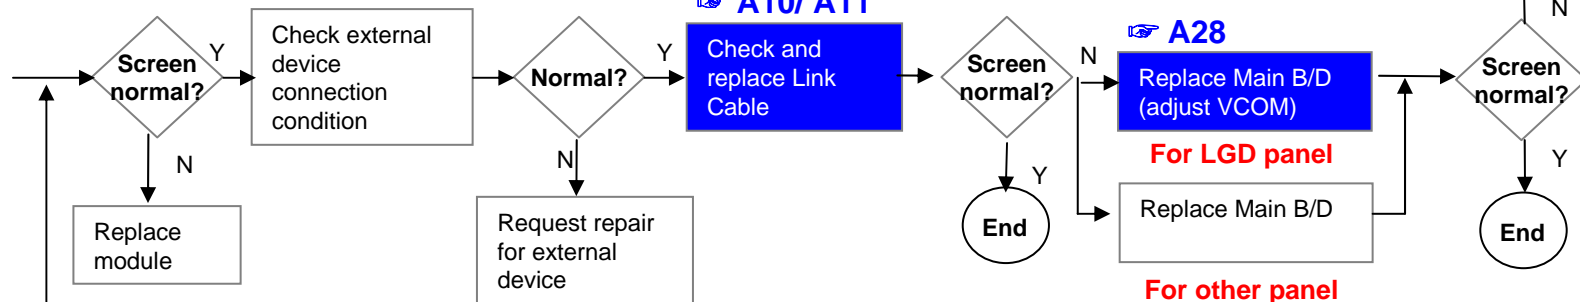 Screen
normal?
Y
N
Replace
module
Check external
device
connection
condition
Normal?
Y
N
Request repair
for external
device
☞ A10/ A11
Check and
replace Link
Cable
Screen
normal?
N
Y
End
☞ A28
Replace Main B/D
(adjust VCOM)
For LGD panel
Replace Main B/D
For other panel
Screen
normal?
N
Y
End